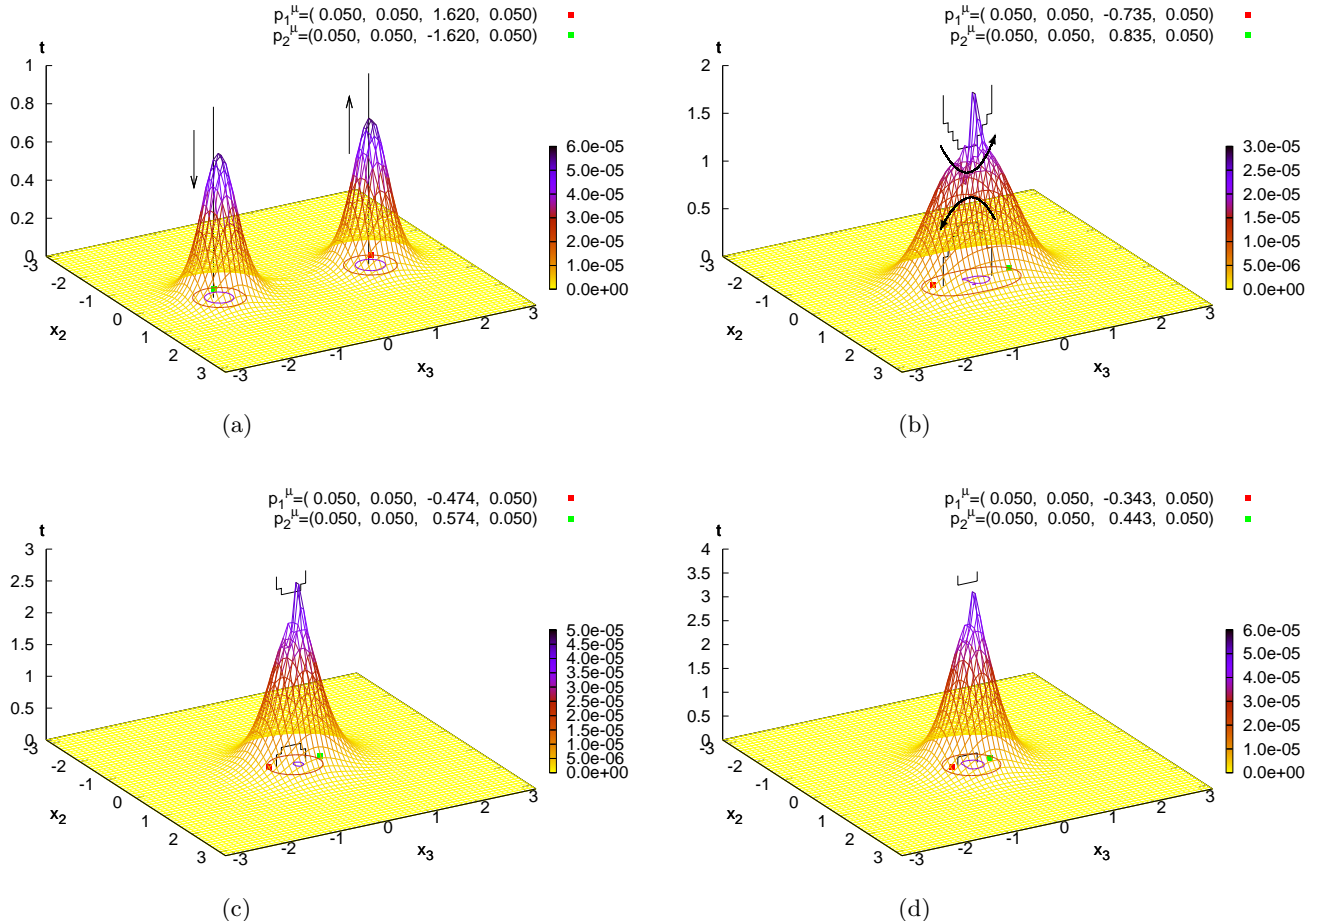 p1^μ=( 0.050, 0.050, 1.620, 0.050)
p2^μ=(0.050, 0.050, -1.620, 0.050)
t
1
0.8
0.6
0.4
0.2
0
-3
-2
-1
0
1
2
3
x2
-3
-2
-1
0
1
2
3
x3
6.0e-05
5.0e-05
4.0e-05
3.0e-05
2.0e-05
1.0e-05
0.0e+00
(a)
p1^μ=( 0.050, 0.050, -0.735, 0.050)
p2^μ=(0.050, 0.050, 0.835, 0.050)
t
2
1.5
1
0.5
0
-3
-2
-1
0
1
2
3
x2
-3
-2
-1
0
1
2
3
x3
3.0e-05
2.5e-05
2.0e-05
1.5e-05
1.0e-05
5.0e-06
0.0e+00
(b)
p1^μ=( 0.050, 0.050, -0.474, 0.050)
p2^μ=(0.050, 0.050, 0.574, 0.050)
t
3
2.5
2
1.5
1
0.5
0
-3
-2
-1
0
1
2
3
x2
-3
-2
-1
0
1
2
3
x3
5.0e-05
4.5e-05
4.0e-05
3.5e-05
3.0e-05
2.5e-05
2.0e-05
1.5e-05
1.0e-05
5.0e-06
0.0e+00
(c)
p1^μ=( 0.050, 0.050, -0.343, 0.050)
p2^μ=(0.050, 0.050, 0.443, 0.050)
t
4
3.5
3
2.5
2
1.5
1
0.5
0
-3
-2
-1
0
1
2
3
x2
-3
-2
-1
0
1
2
3
x3
6.0e-05
5.0e-05
4.0e-05
3.0e-05
2.0e-05
1.0e-05
0.0e+00
(d)